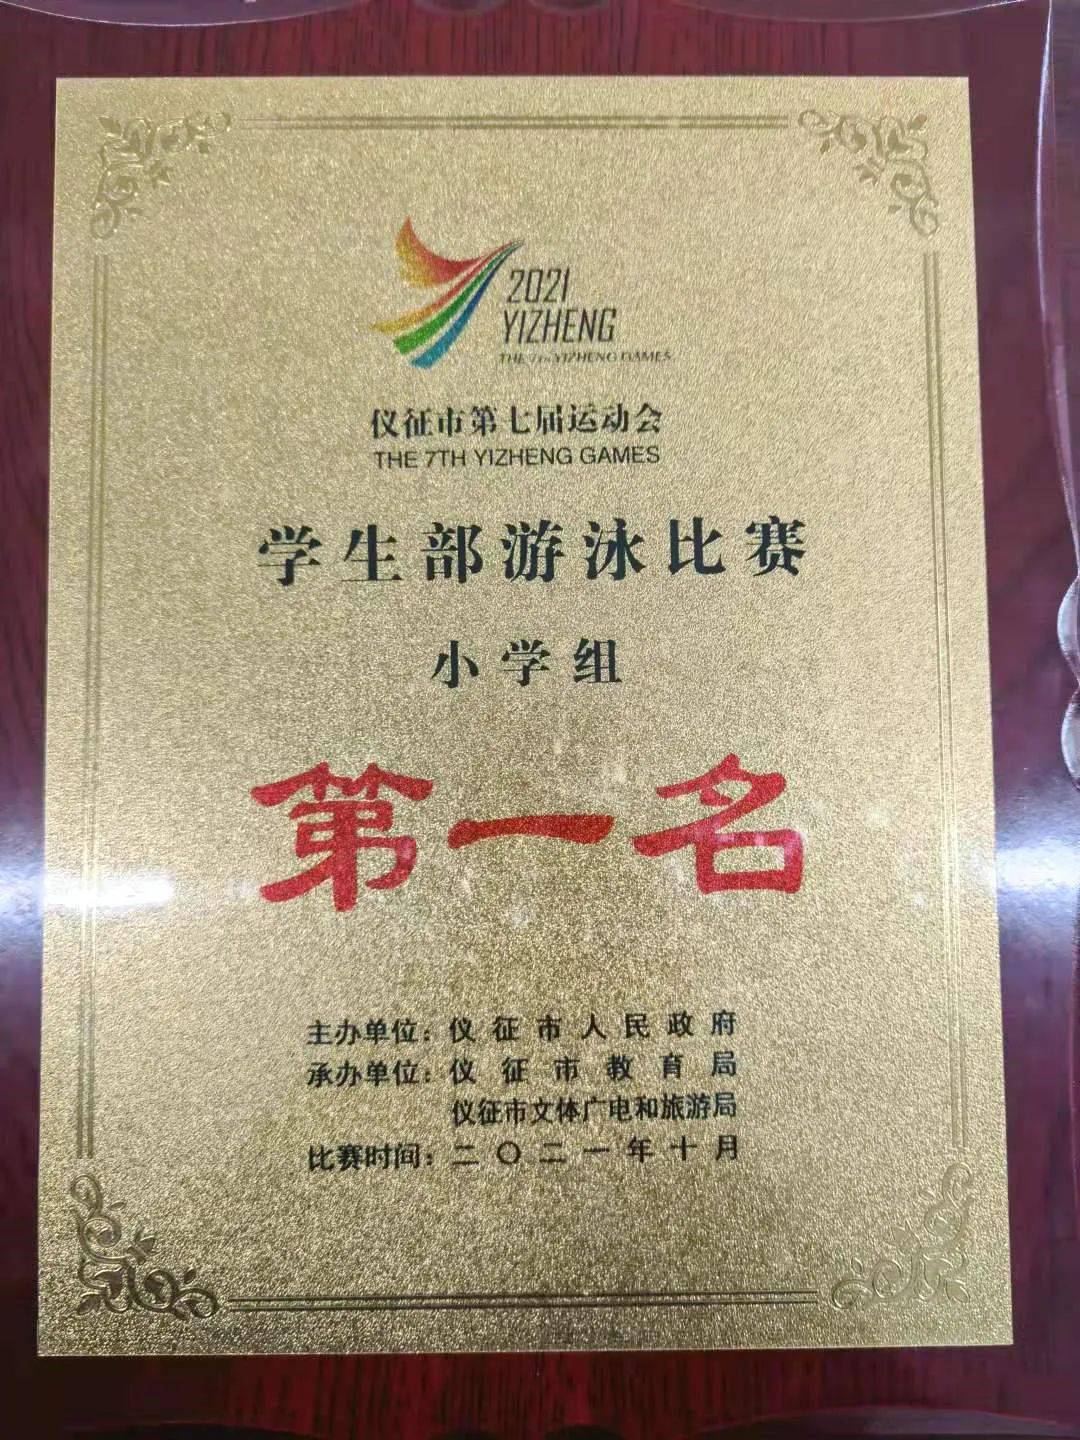 2021
YIZHENG
THE 7TH YIZHENG GAMES
仪征市第七届运动会
THE 7TH YIZHENG GAMES
学生部游泳比赛
小学组
第一名
主办单位：仪征市人民政府
承办单位：仪征市教育局
仪征市文体广电和旅游局
比赛时间：二〇二一年十月